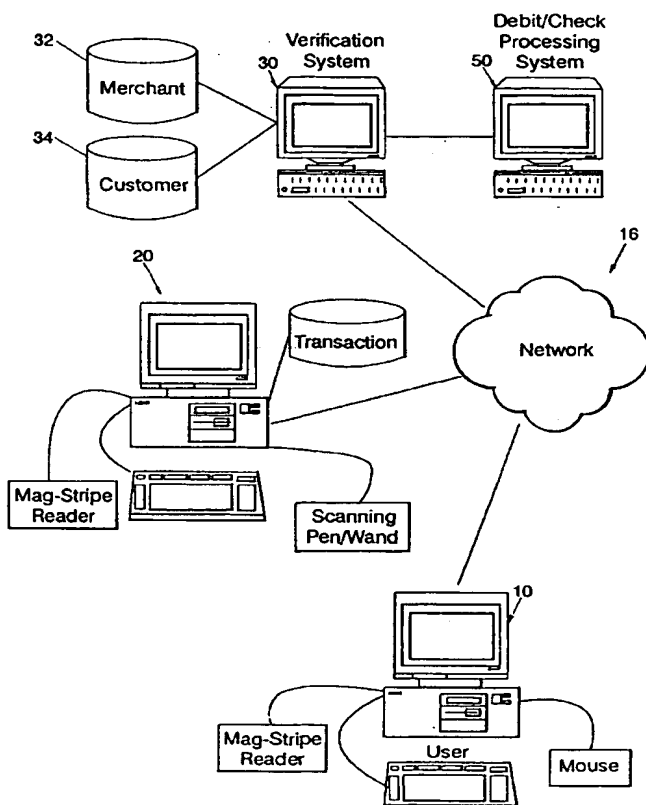 32
Merchant
34
Customer
Verification
System
30
Debit/Check
Processing
System
50
20
Transaction
16
Network
Mag-Stripe
Reader
Scanning
Pen/Wand
10
Mag-Stripe
Reader
User
Mouse